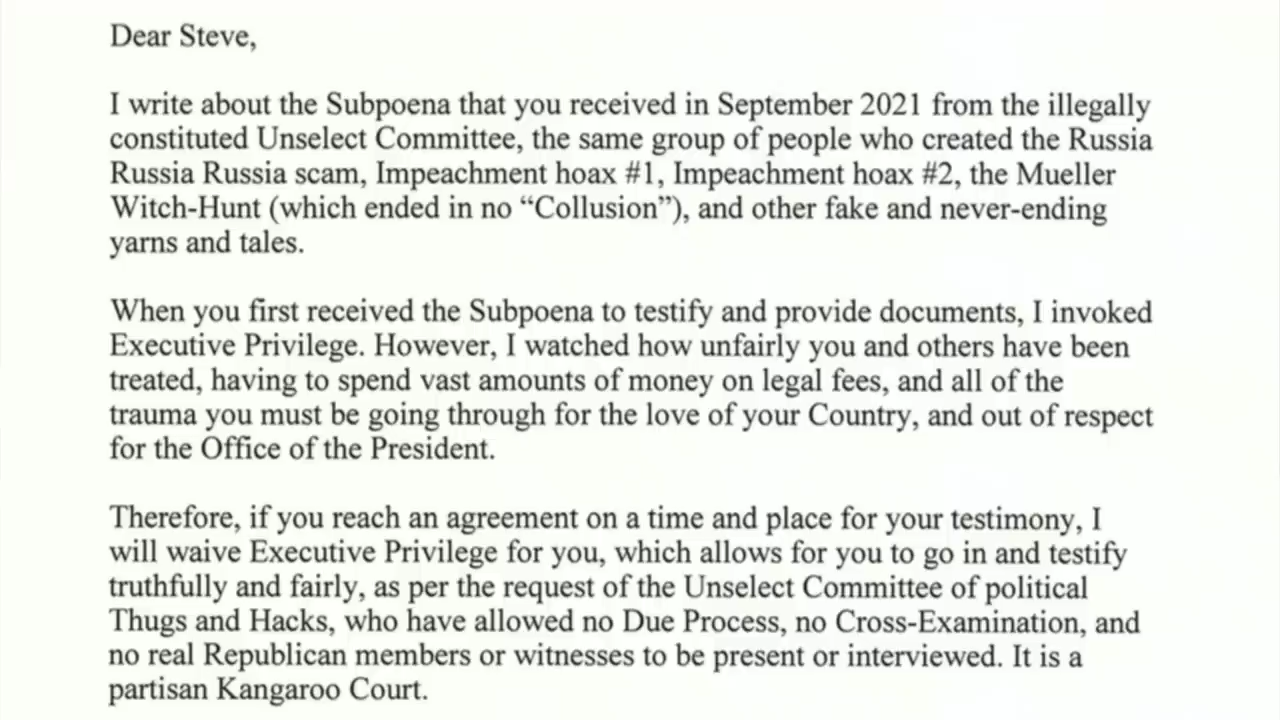 Dear Steve,
I write about the Subpoena that you received in September 2021 from the illegally
constituted Unselect Committee, the same group of people who created the Russia
Russia Russia scam, Impeachment hoax #1, Impeachment hoax #2, the Mueller
Witch-Hunt (which ended in no “Collusion”), and other fake and never-ending
yarns and tales.
When you first received the Subpoena to testify and provide documents, I invoked
Executive Privilege. However, I watched how unfairly you and others have been
treated, having to spend vast amounts of money on legal fees, and all of the
trauma you must be going through for the love of your Country, and out of respect
for the Office of the President.
Therefore, if you reach an agreement on a time and place for your testimony, I
will waive Executive Privilege for you, which allows for you to go in and testify
truthfully and fairly, as per the request of the Unselect Committee of political
Thugs and Hacks, who have allowed no Due Process, no Cross-Examination, and
no real Republican members or witnesses to be present or interviewed. It is a
partisan Kangaroo Court.